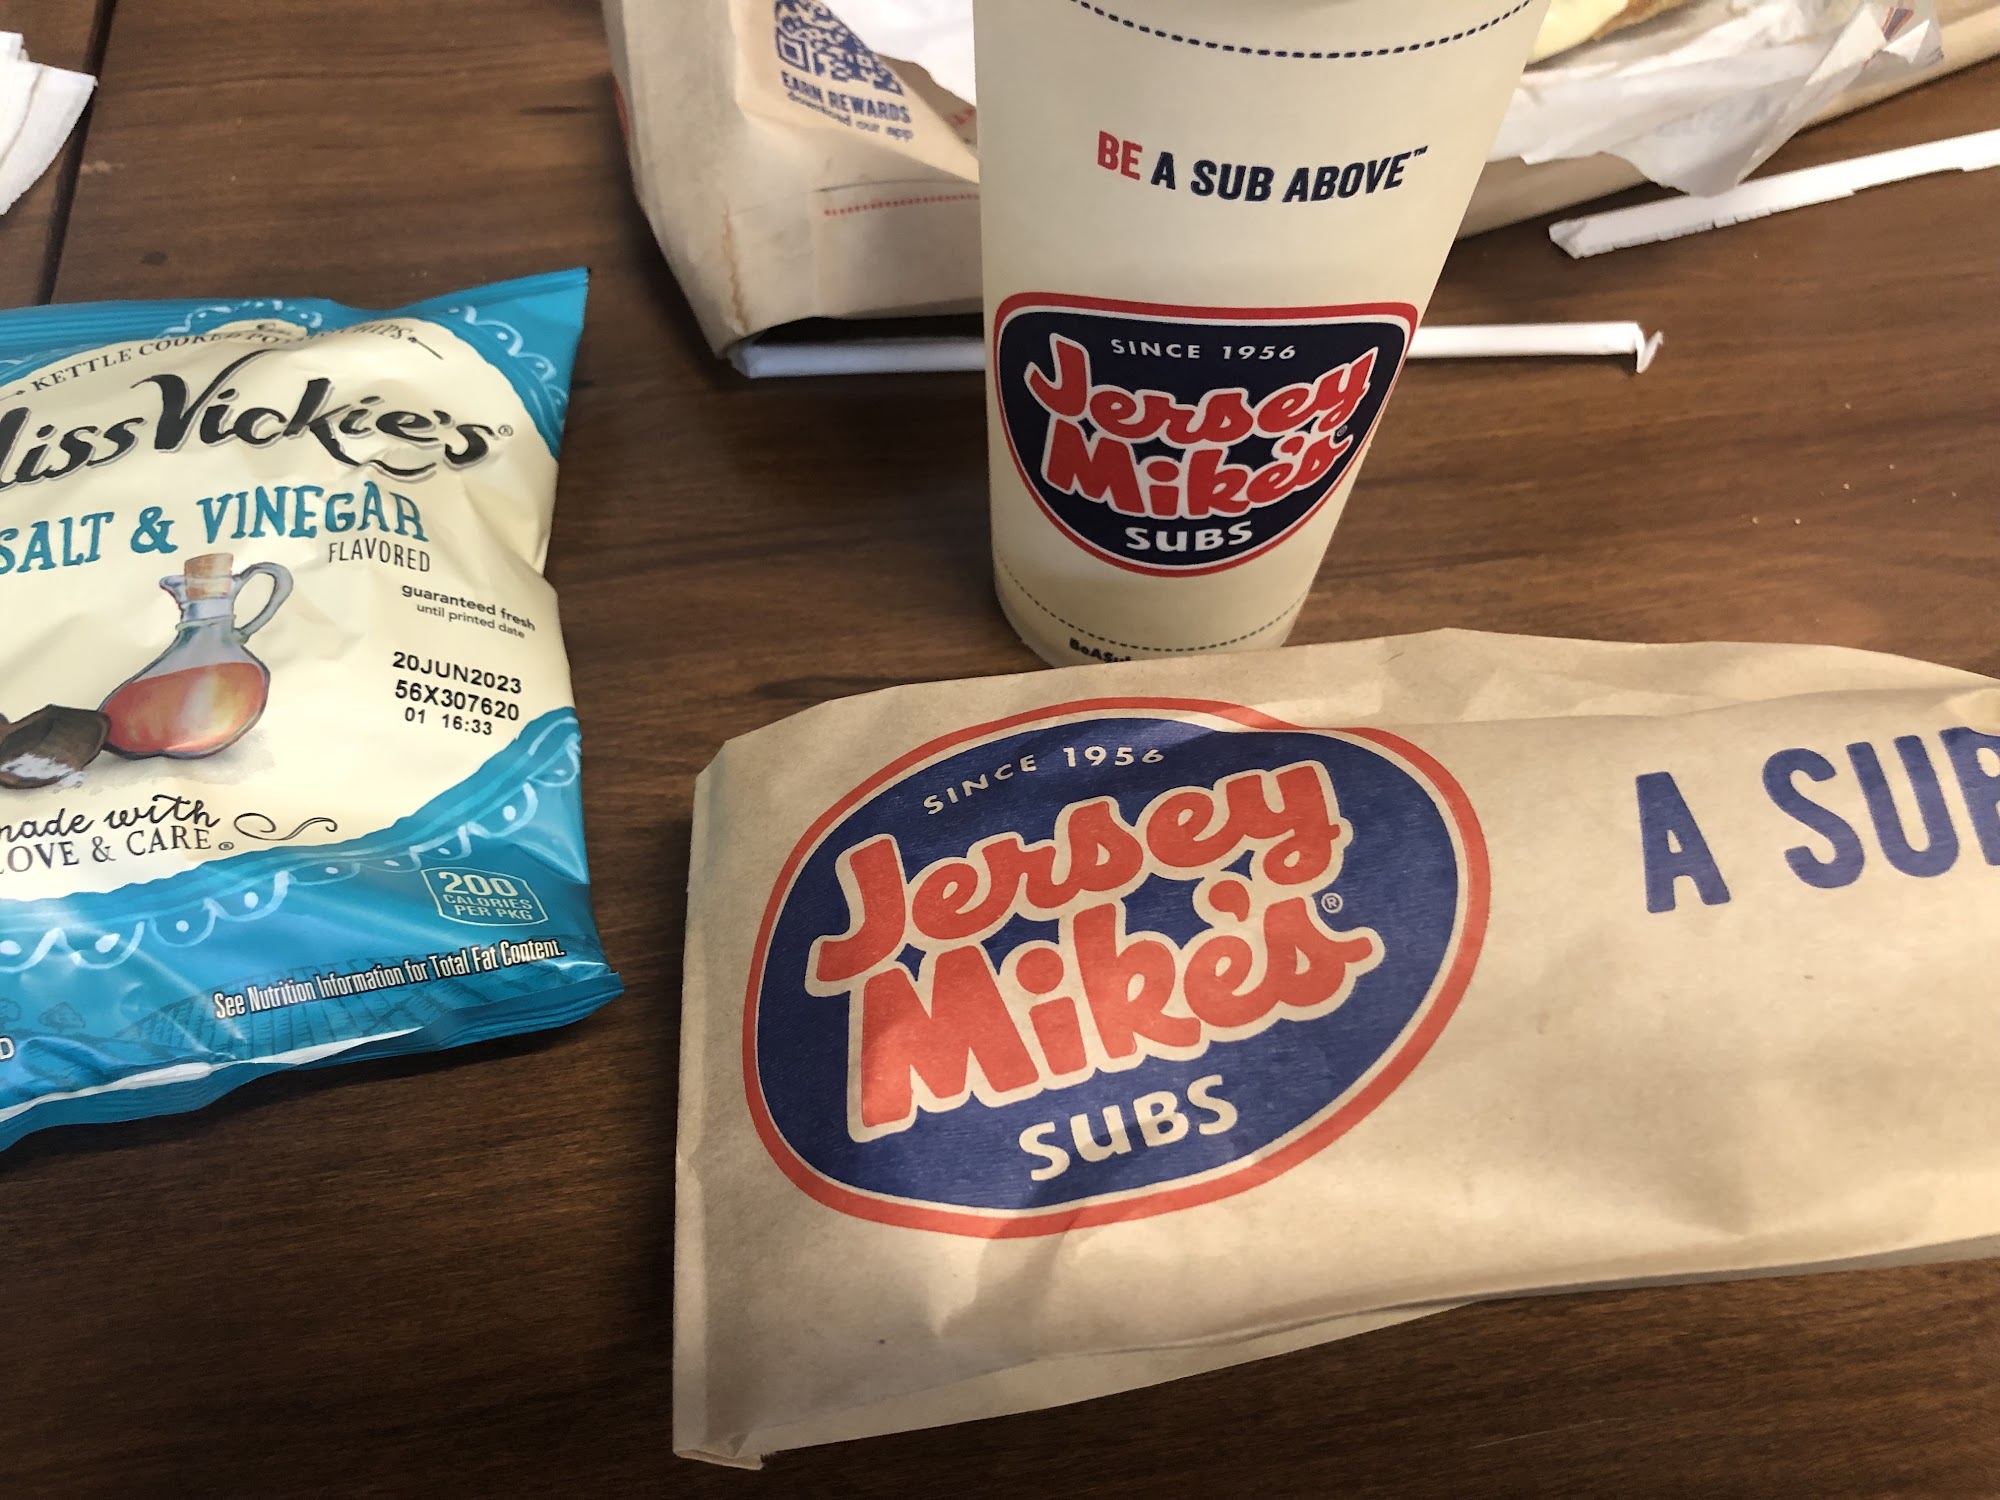 EARN REWARDS
download our app
BE A SUB ABOVE™
SINCE 1956
Jersey
Mike's®
SUBS
KETTLE COOKED POTATO CHIPS
Miss Vickie's®
SALT & VINEGAR
FLAVORED
guaranteed fresh
until printed date
20JUN2023
56X307620
01 16:33
made with
LOVE & CARE®
200
CALORIES
PER PKG
See Nutrition Information for Total Fat Content.
SINCE 1956
Jersey
Mike's®
SUBS
A SUB